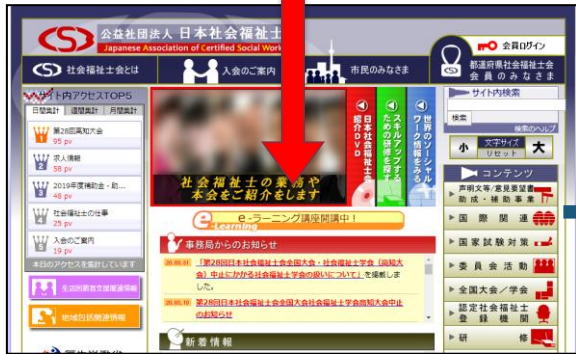 公益社団法人 日本社会福祉士
Japanese Association of Certified Social Work
会員ログイン
社会福祉士会とは
入会のご案内
市民のみなさま
都道府県社会福祉士会
会員のみなさま
サイト内アクセスTOP5
日間集計 週間集計 月間集計
第28回高知大会
95 pv
求人情報
58 pv
2019年度補助金・助...
48 pv
社会福祉士の仕事
25 pv
入会のご案内
19 pv
本日のアクセスを集計しています
生活困窮者支援関連情報
地域包括関連情報
社会福祉士の業務や
本会をご紹介をします
日本社会福祉士会
紹介DVD
スキルアップする
ための研修を探す
世界のソーシャル
ワーク情報をみる
e-ラーニング講座開講中！
事務局からのお知らせ
「第28回日本社会福祉士会全国大会・社会福祉士学会（高知大
会）中止にかかる社会福祉士学会の扱いについて」を掲載しま
した。
第28回日本社会福祉士会全国大会社会福祉士学会高知大会中止
のお知らせ
新着情報
サイト内検索
検索
検索のヘルプ
小 文字サイズ 大
リセット
コンテンツ
声明文等/意見要望書
助成・補助事業
国際関連
国家試験対策
委員会活動
全国大会/学会
認定社会福祉士
登録機関
研修